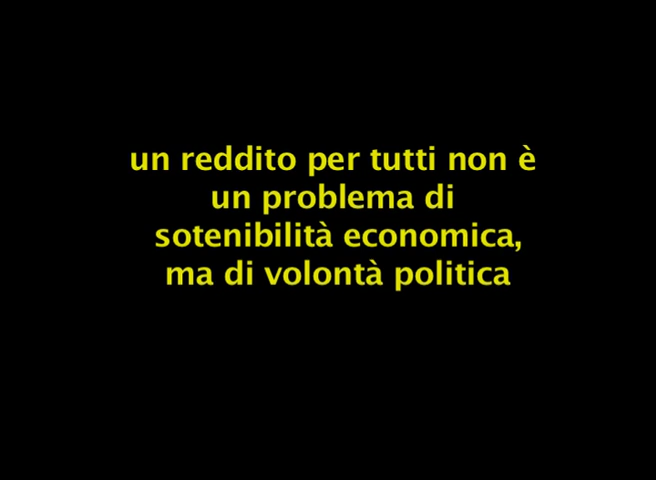 un reddito per tutti non è
un problema di
sotenibilità economica,
ma di volontà politica